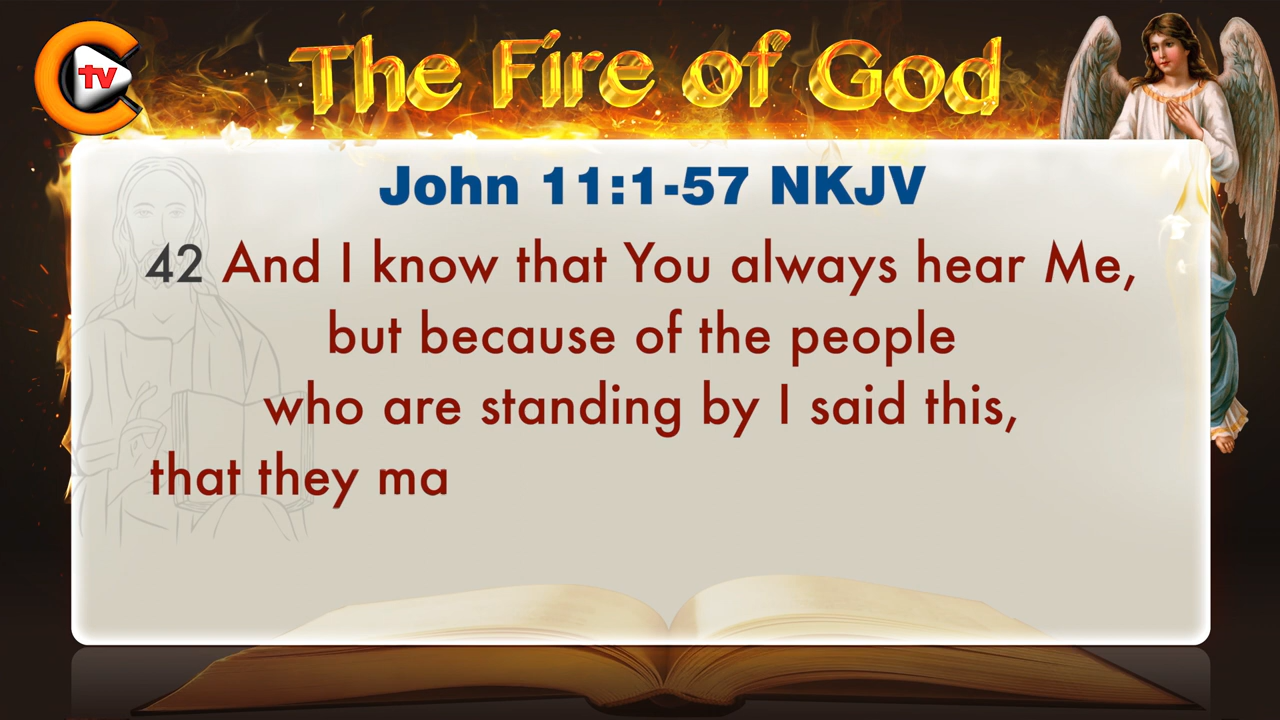 tv
The Fire of God
John 11:1-57 NKJV
42 And I know that You always hear Me,
but because of the people
who are standing by I said this,
that they ma